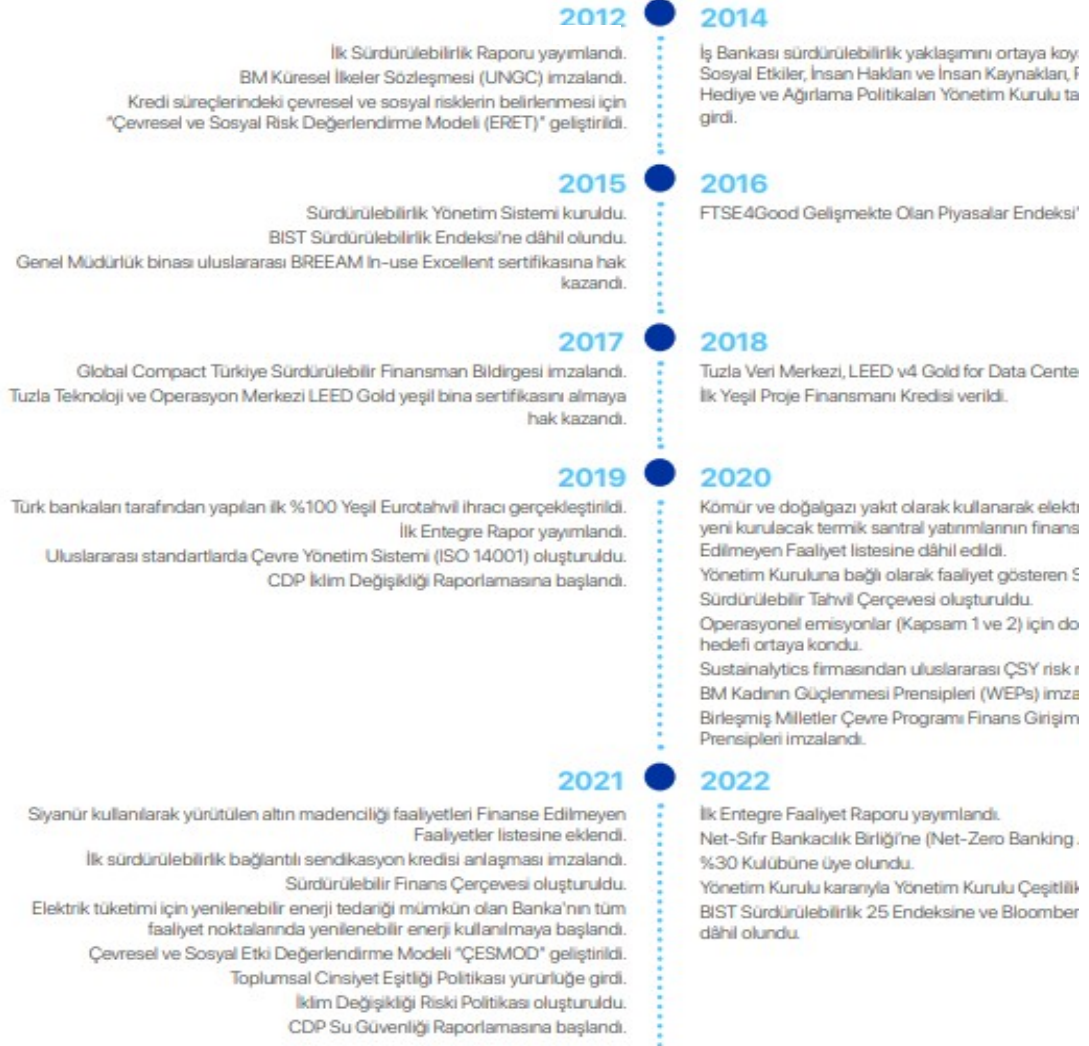 2012
İlk Sürdürülebilirlik Raporu yayımlandı.
BM Küresel İlkeler Sözleşmesi (UNGC) imzalandı.
Kredi süreçlerindeki çevresel ve sosyal risklerin belirlenmesi için
"Çevresel ve Sosyal Risk Değerlendirme Modeli (ERET)" geliştirildi.
2014
İş Bankası sürdürülebilirlik yaklaşımını ortaya
Sosyal Etkiler, İnsan Hakları ve İnsan Kaynakları,
Hediye ve Ağırlama Politikaları Yönetim Kurulu
girdi.
2015
Sürdürülebilirlik Yönetim Sistemi kuruldu.
BIST Sürdürülebilirlik Endeksi'ne dâhil olundu.
Genel Müdürlük binası uluslararası BREEAM In-use Excellent sertifikasına hak
kazandı.
2016
FTSE4Good Gelişmekte Olan Piyasalar Endeksi'
2017
Global Compact Türkiye Sürdürülebilir Finansman Bildirgesi imzalandı.
Tuzla Teknoloji ve Operasyon Merkezi LEED Gold yeşil bina sertifikasını almaya
hak kazandı.
2018
Tuzla Veri Merkezi, LEED v4 Gold for Data Cente
İlk Yeşil Proje Finansmanı Kredisi verildi.
2019
Türk bankaları tarafından yapılan ilk %100 Yeşil Eurotahvil ihracı gerçekleştirildi.
İlk Entegre Rapor yayımlandı.
Uluslararası standartlarda Çevre Yönetim Sistemi (ISO 14001) oluşturuldu.
CDP İklim Değişikliği Raporlamasına başlandı.
2020
Kömür ve doğalgazı yakıt olarak kullanarak elektr
yeni kurulacak termik santral yatırımlarının finans
Edilmeyen Faaliyet listesine dâhil edildi.
Yönetim Kuruluna bağlı olarak faaliyet gösteren S
Sürdürülebilir Tahvil Çerçevesi oluşturuldu.
Operasyonel emisyonlar (Kapsam 1 ve 2) için do
hedefi ortaya kondu.
Sustainalytics firmasından uluslararası ÇSY risk
BM Kadının Güçlenmesi Prensipleri (WEPs) imza
Birleşmiş Milletler Çevre Programı Finans Girişim
Prensipleri imzalandı.
2021
Siyanür kullanılarak yürütülen altın madenciliği faaliyetleri Finanse Edilmeyen
Faaliyetler listesine eklendi.
İlk sürdürülebilirlik bağlantılı sendikasyon kredisi anlaşması imzalandı.
Sürdürülebilir Finans Çerçevesi oluşturuldu.
Elektrik tüketimi için yenilenebilir enerji tedariği mümkün olan Banka'nın tüm
faaliyet noktalarında yenilenebilir enerji kullanılmaya başlandı.
Çevresel ve Sosyal Etki Değerlendirme Modeli "ÇESMOD" geliştirildi.
Toplumsal Cinsiyet Eşitliği Politikası yürürlüğe girdi.
İklim Değişikliği Riski Politikası oluşturuldu.
CDP Su Güvenliği Raporlamasına başlandı.
2022
İlk Entegre Faaliyet Raporu yayımlandı.
Net-Sıfır Bankacılık Birliği'ne (Net-Zero Banking
%30 Kulübüne üye olundu.
Yönetim Kurulu kararıyla Yönetim Kurulu Çeşitlilik
BIST Sürdürülebilirlik 25 Endeksine ve Bloomber
dâhil olundu.